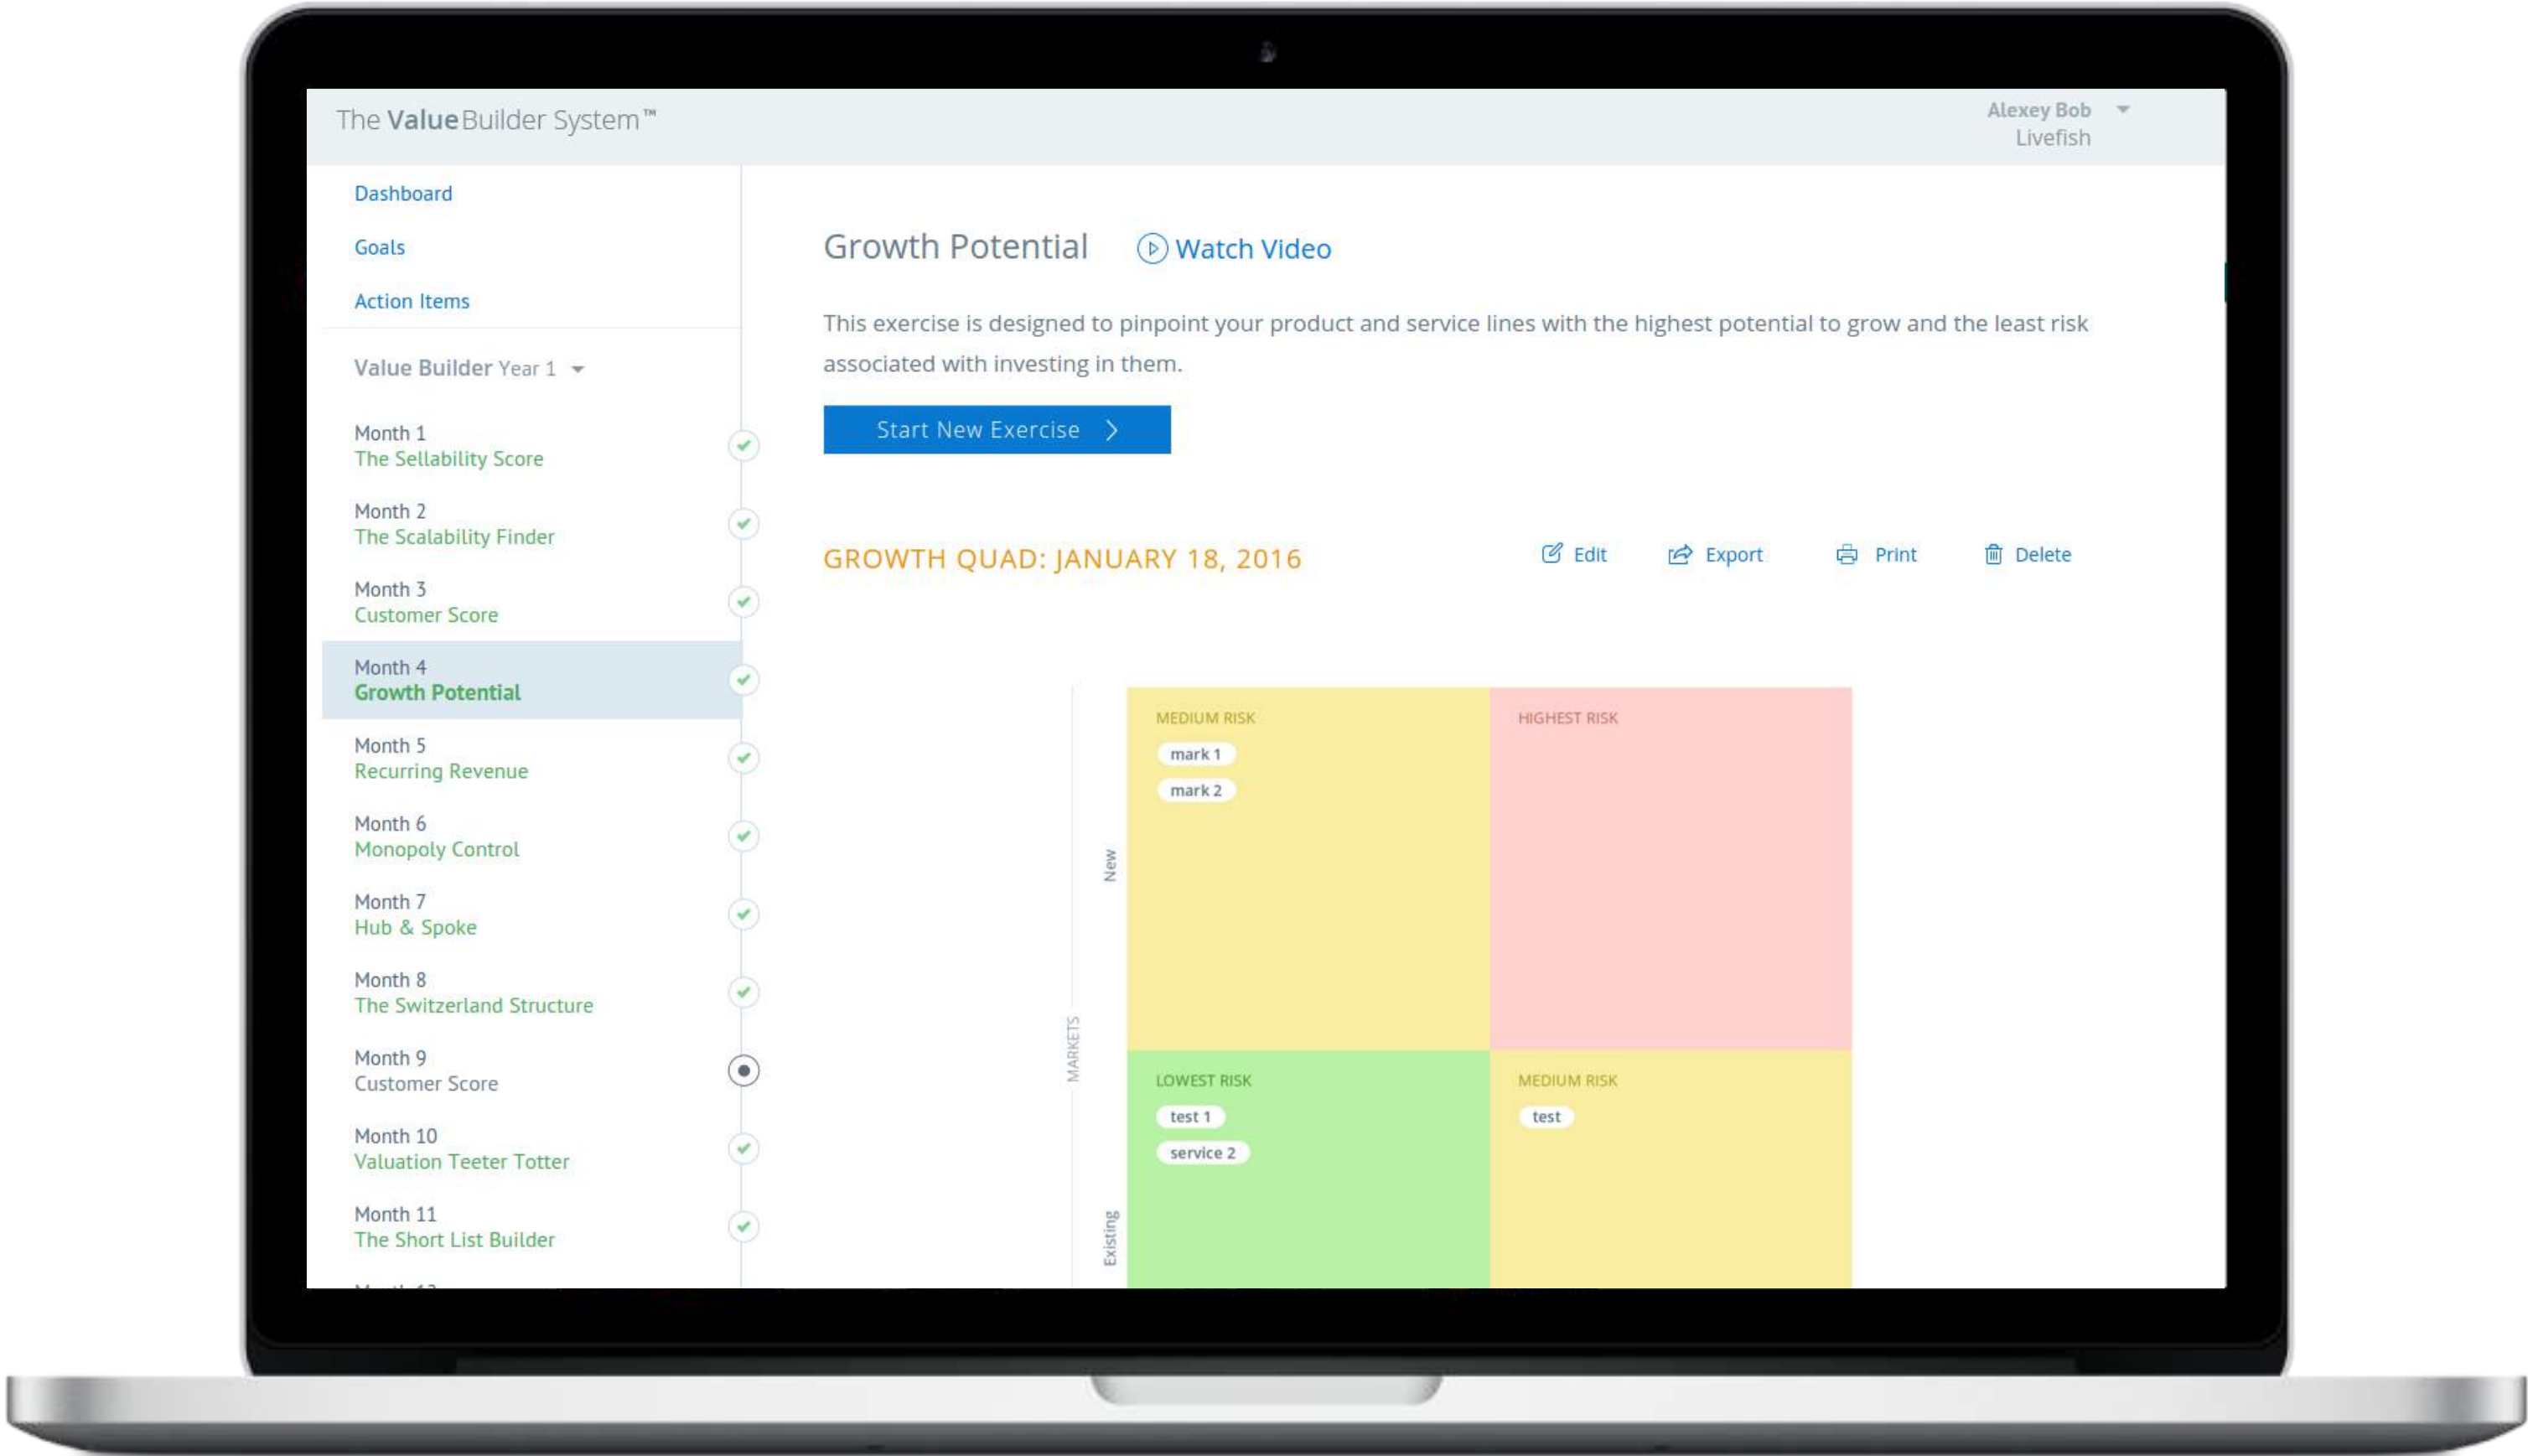 The ValueBuilder System™
Alexey Bob
Livefish
Dashboard
Goals
Action Items
Value Builder Year 1
Month 1
The Sellability Score
Month 2
The Scalability Finder
Month 3
Customer Score
Month 4
Growth Potential
Month 5
Recurring Revenue
Month 6
Monopoly Control
Month 7
Hub & Spoke
Month 8
The Switzerland Structure
Month 9
Customer Score
Month 10
Valuation Teeter Totter
Month 11
The Short List Builder
Growth Potential
Watch Video
This exercise is designed to pinpoint your product and service lines with the highest potential to grow and the least risk
associated with investing in them.
Start New Exercise
GROWTH QUAD: JANUARY 18, 2016
Edit
Export
Print
Delete
MARKETS
New
Existing
MEDIUM RISK
mark 1
mark 2
HIGHEST RISK
LOWEST RISK
test 1
service 2
MEDIUM RISK
test